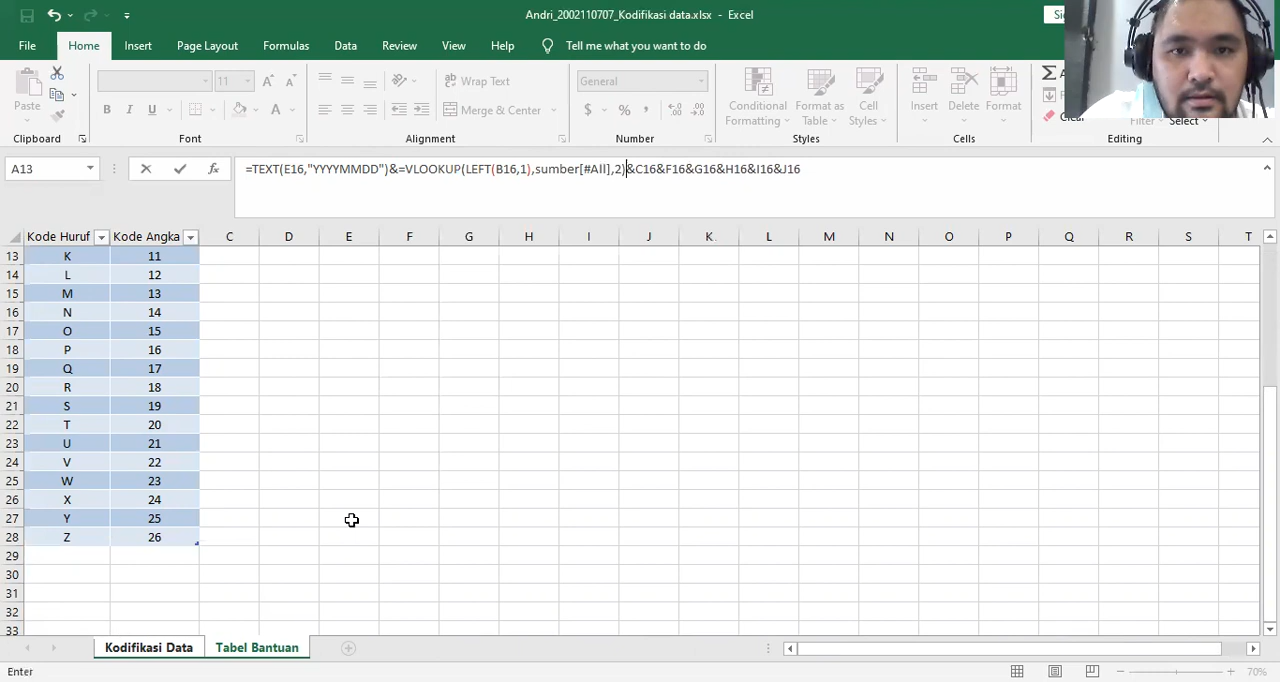 Andri_2002110707_Kodifikasi data.xlsx - Excel
File Home Insert Page Layout Formulas Data Review View Help Tell me what you want to do
11 A A Wrap Text General
Paste B I U A Merge & Center $ % , Conditional Formatting Format as Table Cell Styles Insert Delete Format Select
Clipboard Font Alignment Number Styles Cells Editing
A13 fx =TEXT(E16,"YYYYMMDD")&=VLOOKUP(LEFT(B16,1),sumber[#All],2)&C16&F16&G16&H16&I16&J16
Kode Huruf Kode Angka C D E F G H I J K L M N O P Q R S T
13 K 11
14 L 12
15 M 13
16 N 14
17 O 15
18 P 16
19 Q 17
20 R 18
21 S 19
22 T 20
23 U 21
24 V 22
25 W 23
26 X 24
27 Y 25
28 Z 26
29
30
31
32
33
Kodifikasi Data Tabel Bantuan
Enter 70%